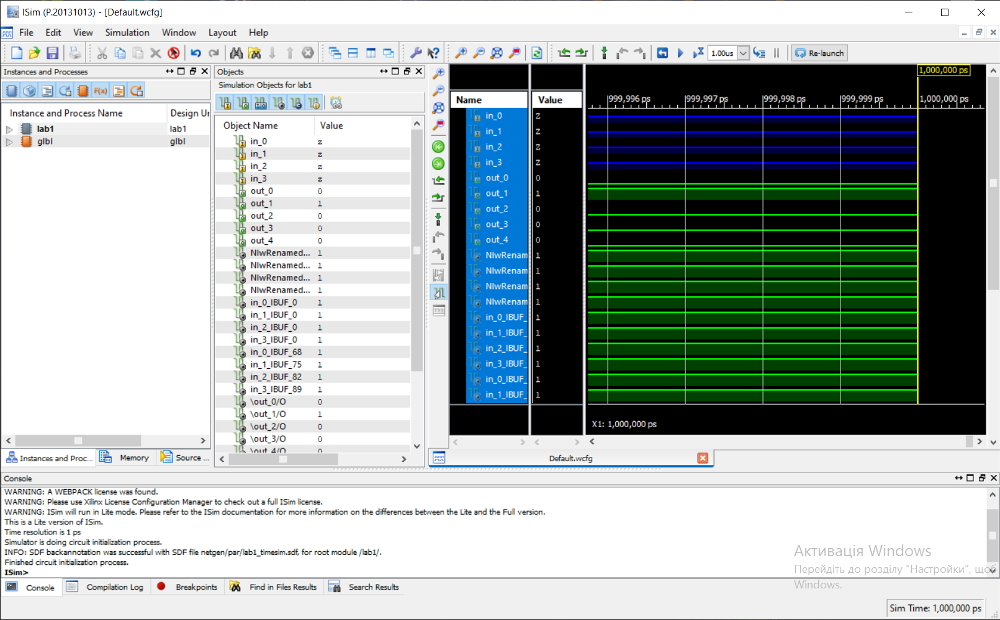 ISim (P.20131013) - [Default.wcfg]
File Edit View Simulation Window Layout Help
1.00us Re-launch
Instances and Processes
Instance and Process Name Design Ur
lab1 lab1
glbl glbl
Instances and Proc... Memory Source ...
Objects
Simulation Objects for lab1
Object Name Value
in_0 z
in_1 z
in_2 z
in_3 z
out_0 0
out_1 1
out_2 0
out_3 0
out_4 0
NlwRenamed... 1
NlwRenamed... 1
NlwRenamed... 1
NlwRenamed... 1
in_0_IBUF_0 1
in_1_IBUF_0 1
in_2_IBUF_0 1
in_3_IBUF_0 1
in_0_IBUF_68 1
in_1_IBUF_75 1
in_2_IBUF_82 1
in_3_IBUF_89 1
\out_0/O 0
\out_1/O 1
\out_2/O 0
\out_3/O 0
\out_4/O 0
1,000,000 ps
Name Value 999,996 ps 999,997 ps 999,998 ps 999,999 ps 1,000,000 ps
in_0 z
in_1 z
in_2 z
in_3 z
out_0 0
out_1 1
out_2 0
out_3 0
out_4 0
NlwRenam 1
NlwRenam 1
NlwRenam 1
NlwRenam 1
in_0_IBUF_ 1
in_1_IBUF_ 1
in_2_IBUF_ 1
in_3_IBUF_ 1
in_0_IBUF_ 1
in_1_IBUF_ 1
X1: 1,000,000 ps
Default.wcfg
Console
WARNING: A WEBPACK license was found.
WARNING: Please use Xilinx License Configuration Manager to check out a full ISim license.
WARNING: ISim will run in Lite mode. Please refer to the ISim documentation for more information on the differences between the Lite and the Full version.
This is a Lite version of ISim.
Time resolution is 1 ps
Simulator is doing circuit initialization process.
INFO: SDF backannotation was successful with SDF file netgen/par/lab1_timesim.sdf, for root module /lab1/.
Finished circuit initialization process.
ISim>
Активація Windows
Перейдіть до розділу "Настройки", щоб
Windows.
Console Compilation Log Breakpoints Find in Files Results Search Results
Sim Time: 1,000,000 ps